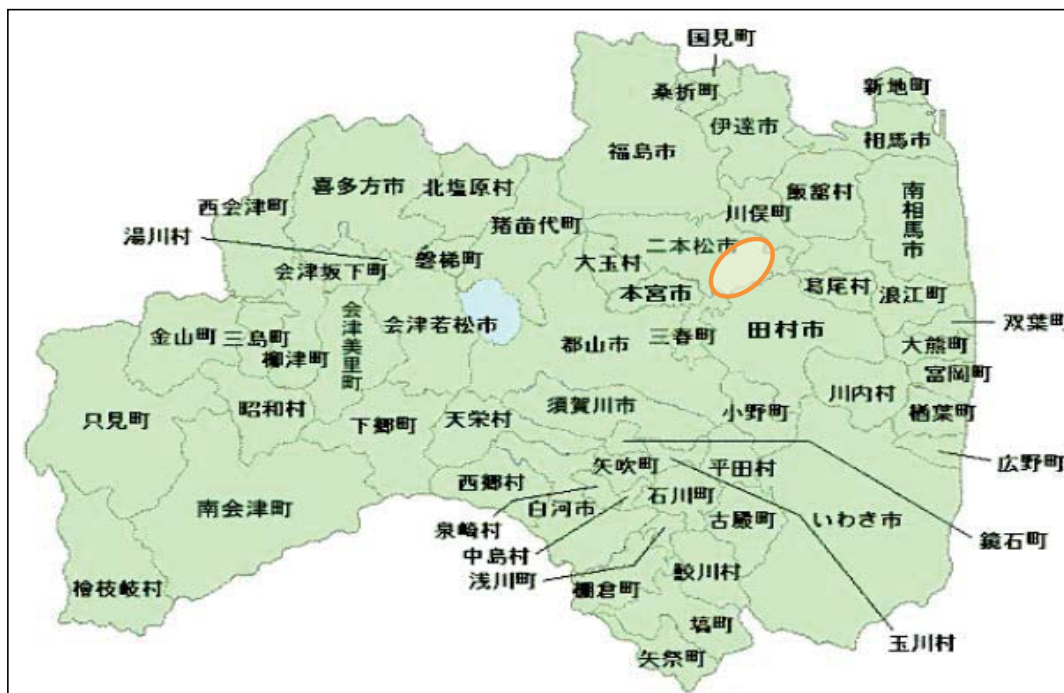 国見町
桑折町
新地町
伊達市
相馬市
福島市
喜多方市
北塩原村
飯舘村
南相馬市
西会津町
猪苗代町
川俣町
湯川村
二本松市
磐梯町
大玉村
会津坂下町
本宮市
葛尾村
浪江町
会津美里町
会津若松市
双葉町
金山町
三島町
柳津町
郡山市
三春町
田村市
大熊町
富岡町
川内村
楢葉町
只見町
昭和村
下郷町
天栄村
須賀川市
小野町
広野町
矢吹町
平田村
西郷村
石川町
南会津町
白河市
古殿町
いわき市
泉崎村
鏡石町
中島村
浅川町
鮫川村
檜枝岐村
棚倉町
塙町
玉川村
矢祭町